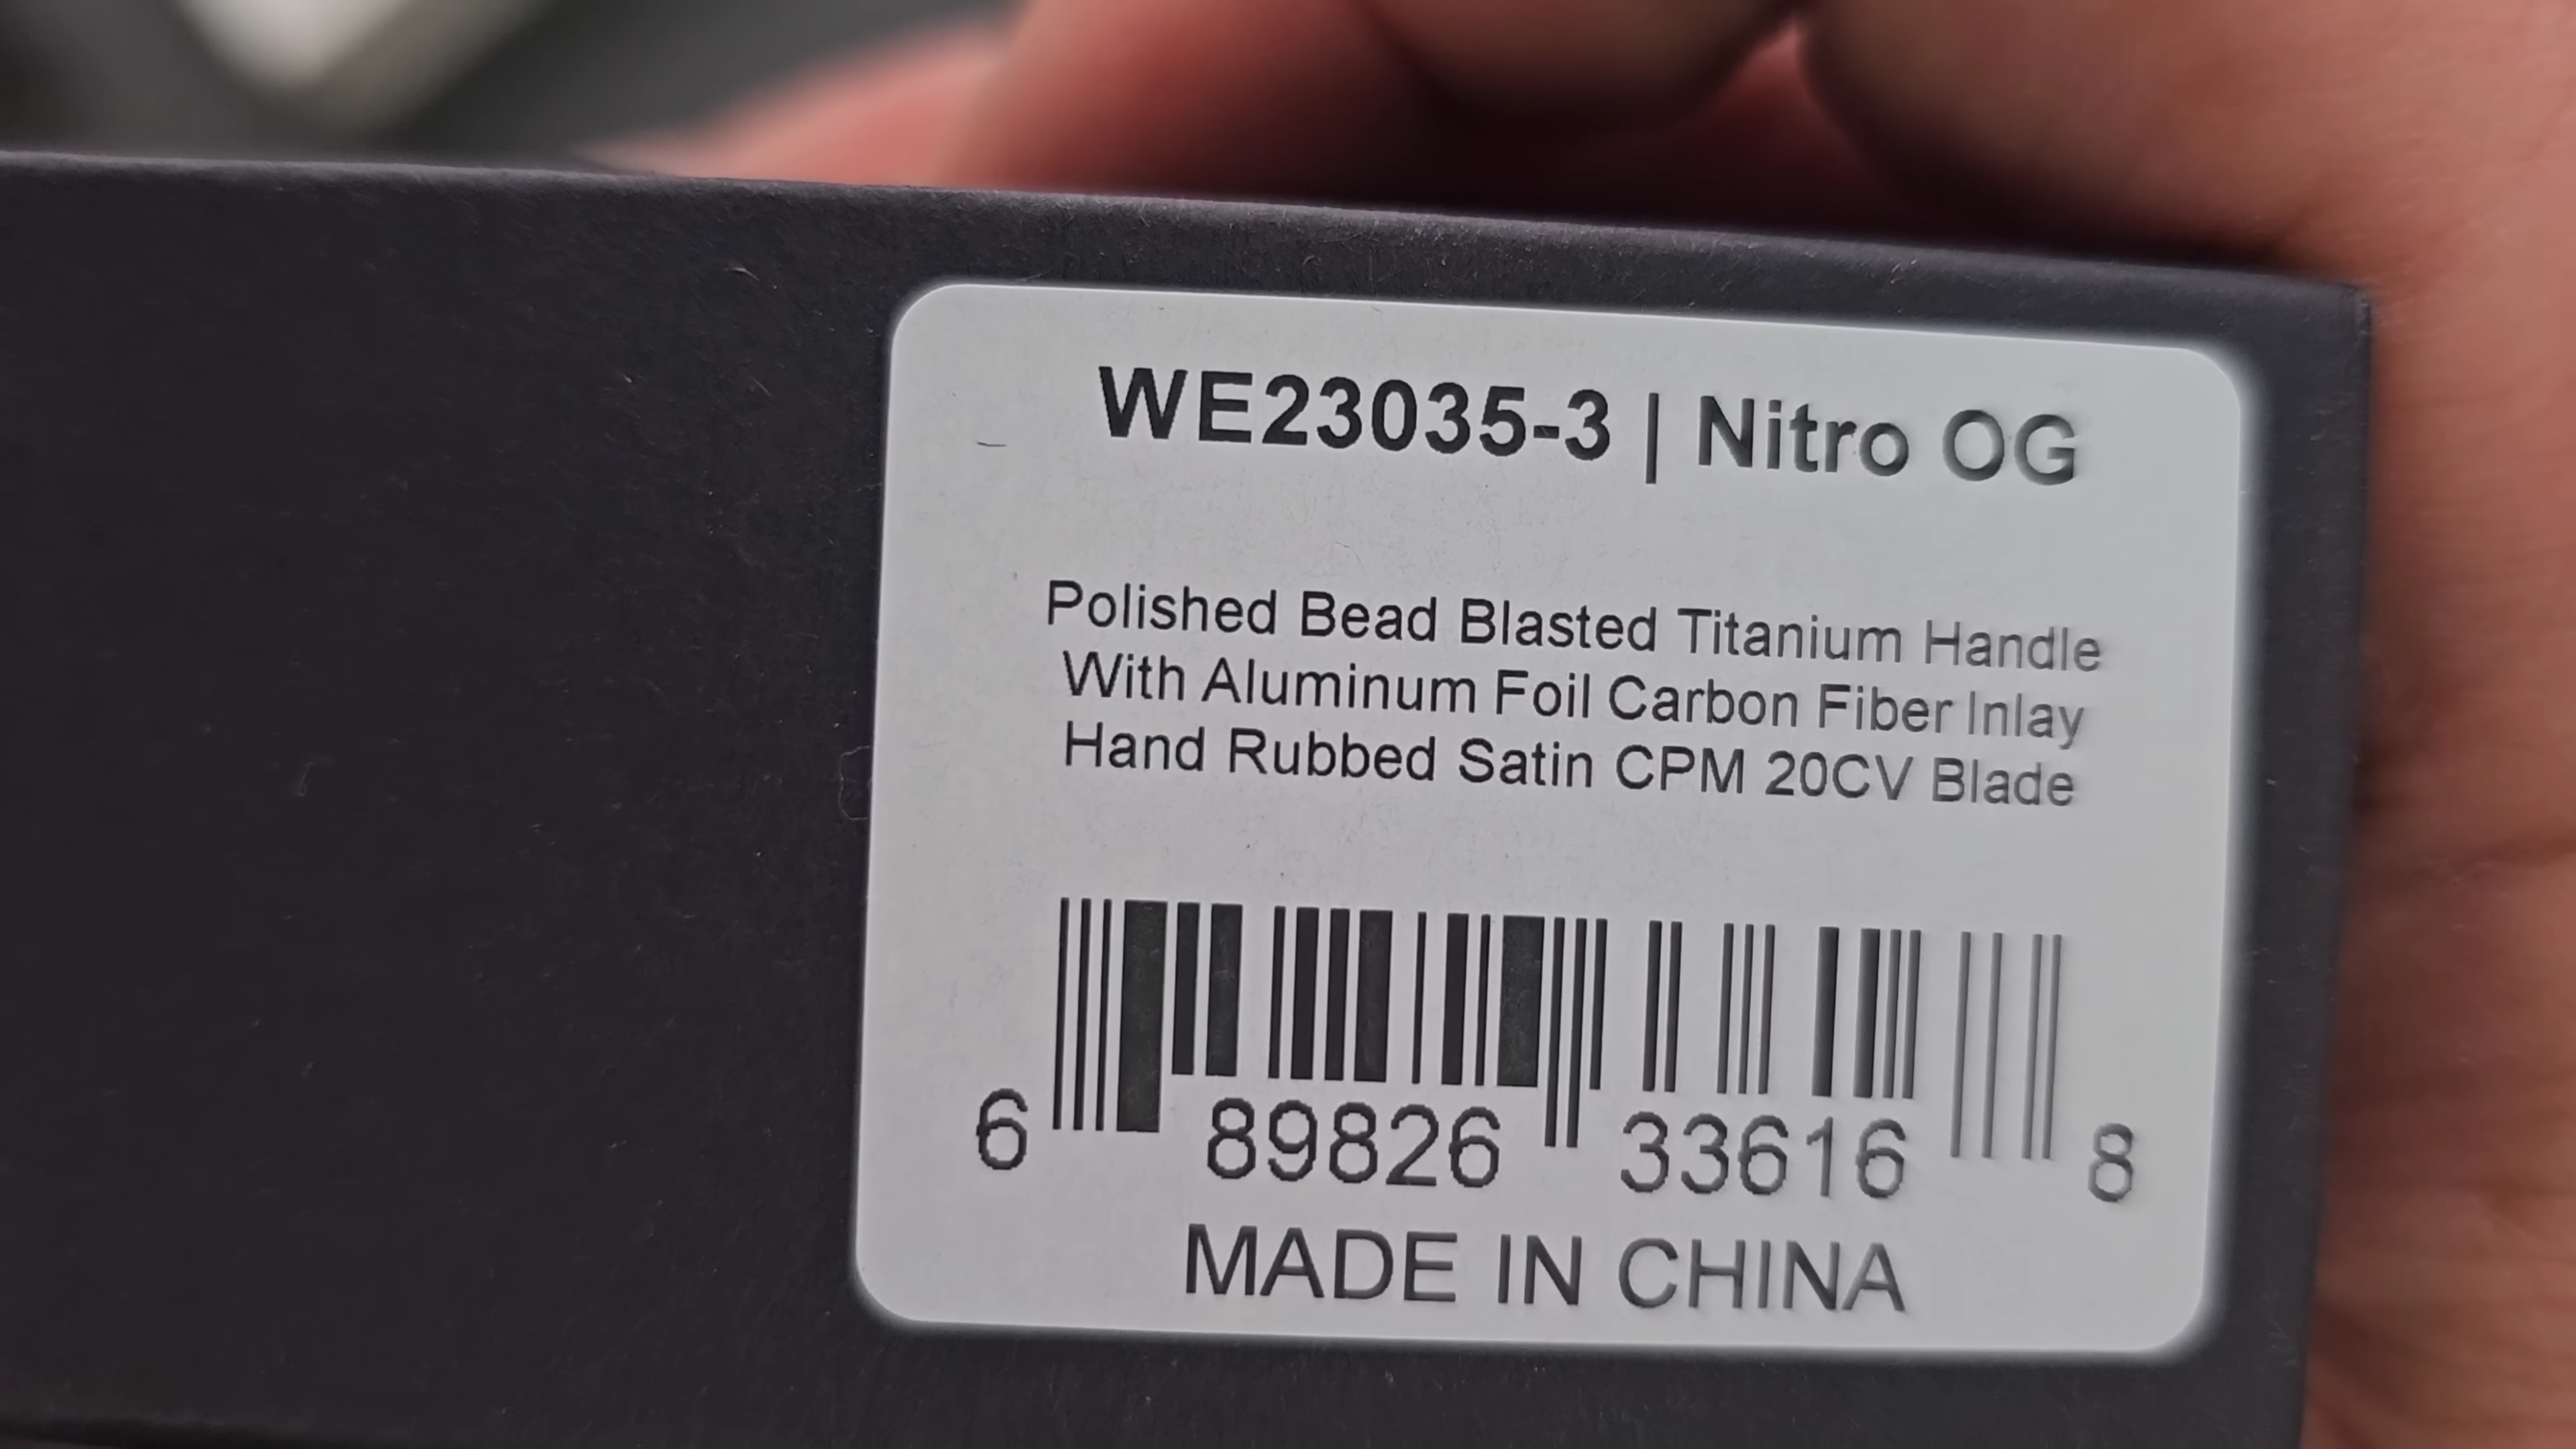 WE23035-3 | Nitro OG
Polished Bead Blasted Titanium Handle
With Aluminum Foil Carbon Fiber Inlay
Hand Rubbed Satin CPM 20CV Blade
6 89826 33616 8
MADE IN CHINA